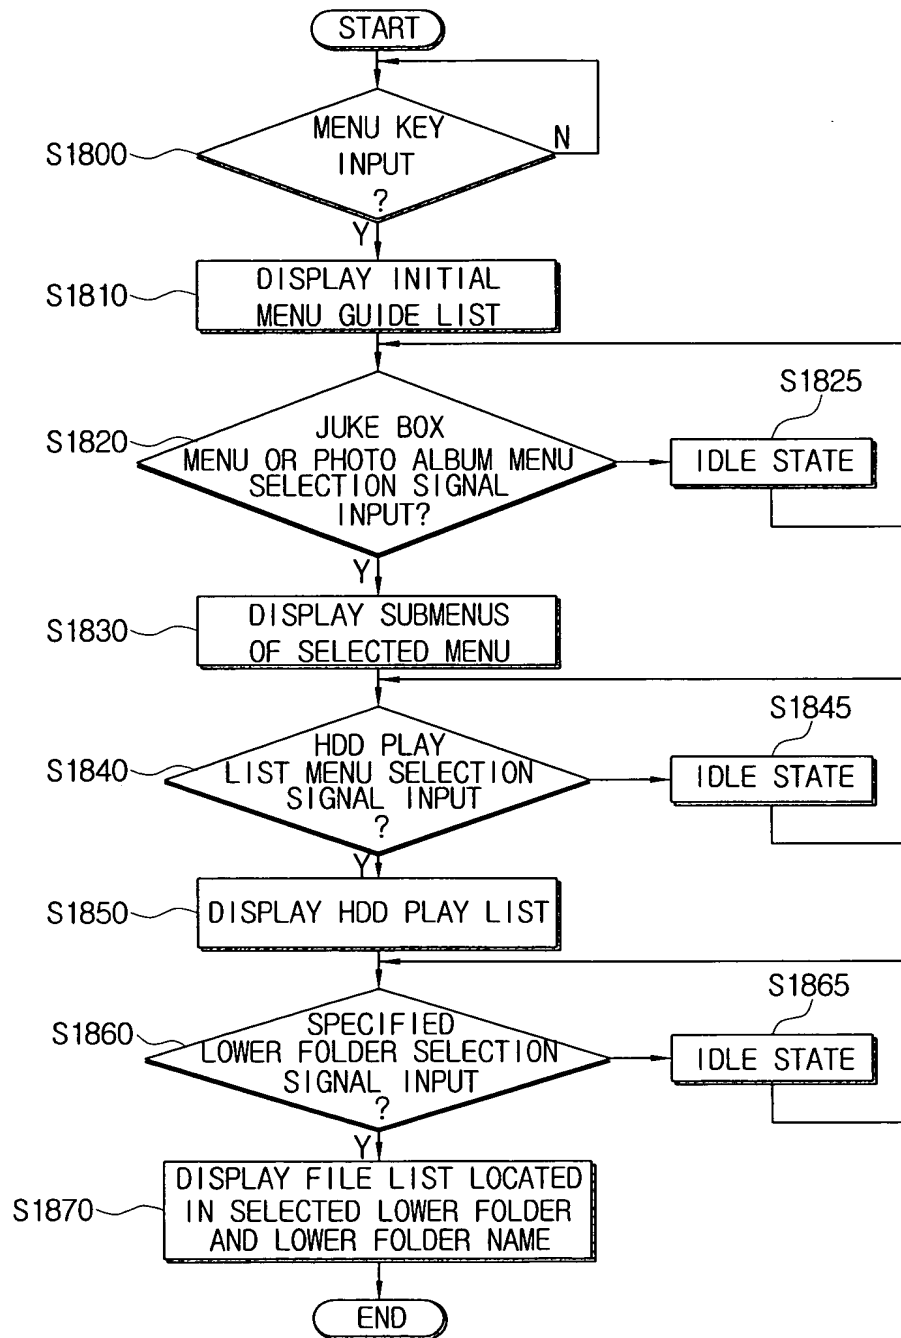 START
MENU KEY
INPUT
?
N
S1800
Y
DISPLAY INITIAL
MENU GUIDE LIST
S1810
S1825
JUKE BOX
MENU OR PHOTO ALBUM MENU
SELECTION SIGNAL
INPUT?
S1820
IDLE STATE
Y
DISPLAY SUBMENUS
OF SELECTED MENU
S1830
S1845
HDD PLAY
LIST MENU SELECTION
SIGNAL INPUT
?
S1840
IDLE STATE
Y
S1850
DISPLAY HDD PLAY LIST
S1865
SPECIFIED
LOWER FOLDER SELECTION
SIGNAL INPUT
?
S1860
IDLE STATE
Y
DISPLAY FILE LIST LOCATED
IN SELECTED LOWER FOLDER
AND LOWER FOLDER NAME
S1870
END